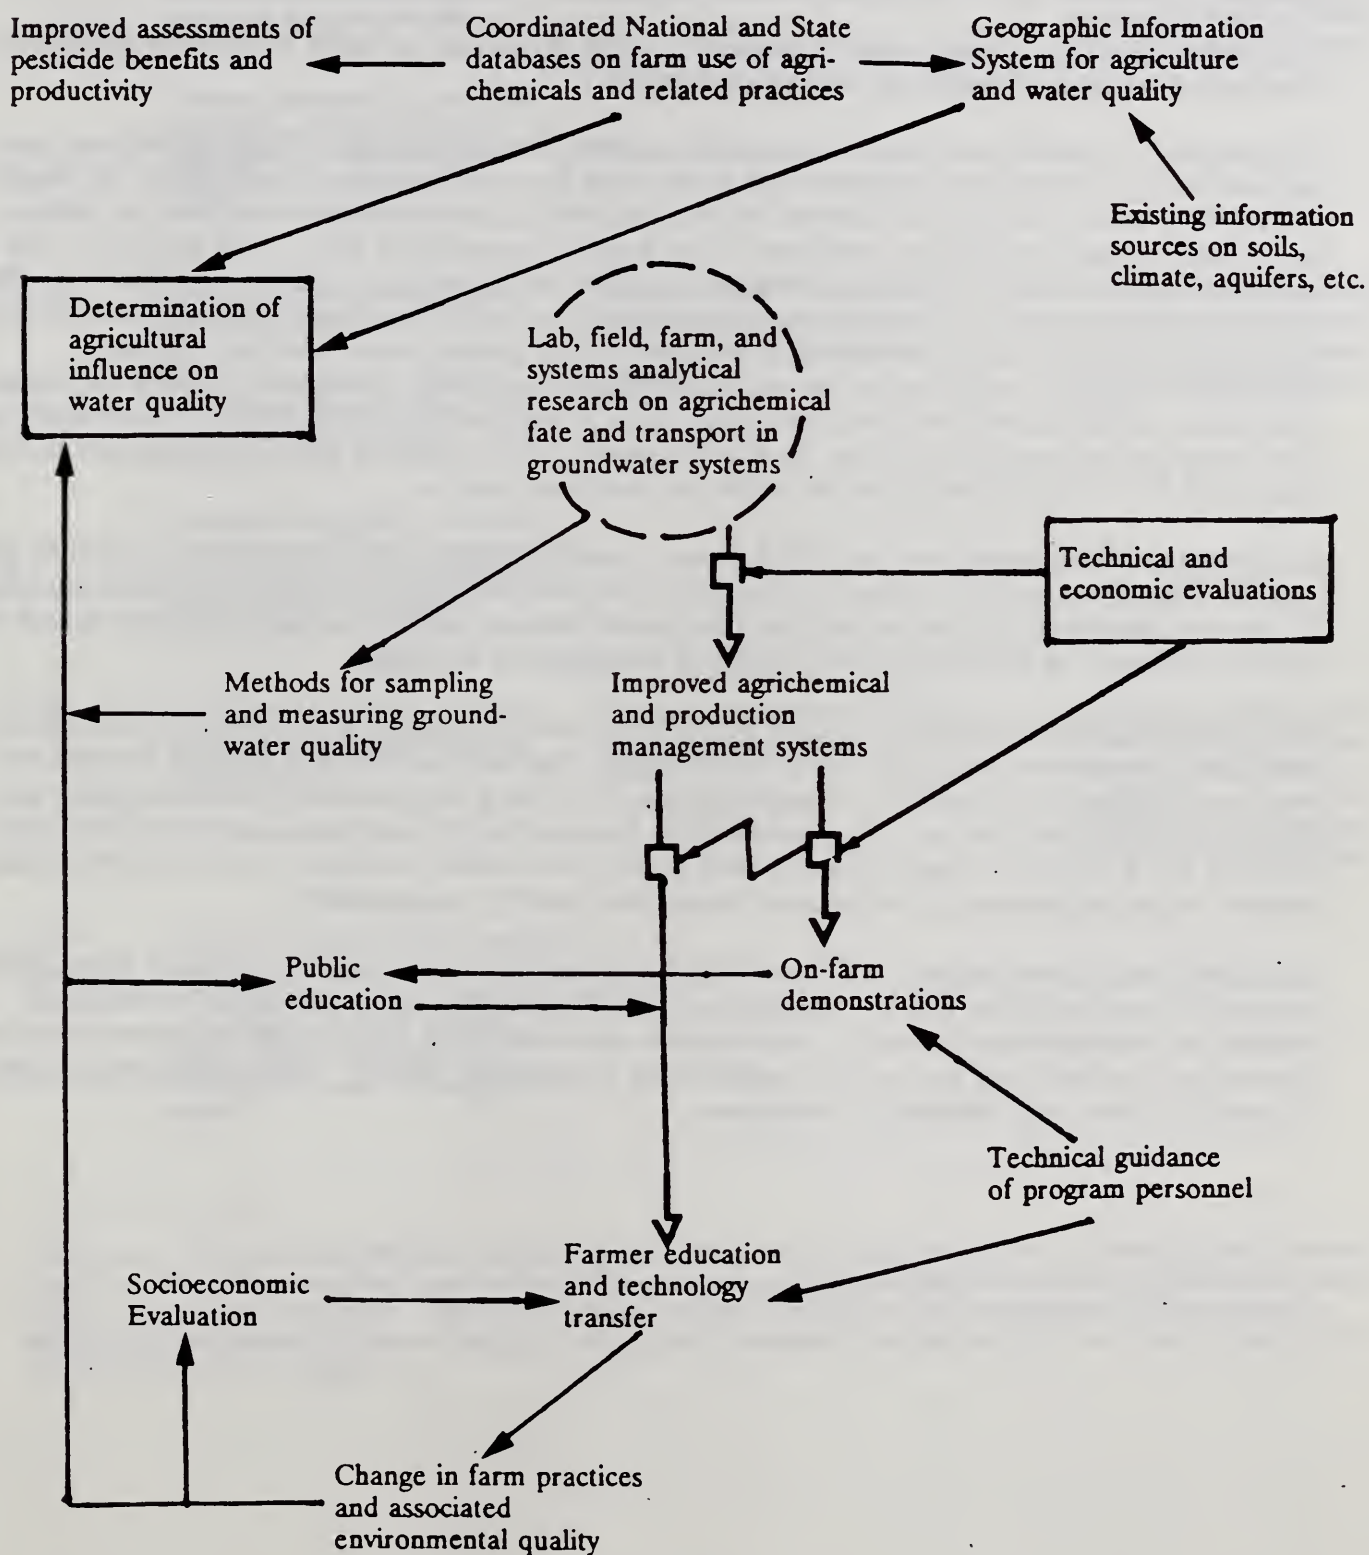 Improved assessments of
pesticide benefits and
productivity
Coordinated National and State
databases on farm use of agri-
chemicals and related practices
Geographic Information
System for agriculture
and water quality
Existing information
sources on soils,
climate, aquifers, etc.
Determination of
agricultural
influence on
water quality
Lab, field, farm, and
systems analytical
research on agrichemical
fate and transport in
groundwater systems
Technical and
economic evaluations
Methods for sampling
and measuring ground-
water quality
Improved agrichemical
and production
management systems
Public
education
On-farm
demonstrations
Technical guidance
of program personnel
Farmer education
and technology
transfer
Socioeconomic
Evaluation
Change in farm practices
and associated
environmental quality